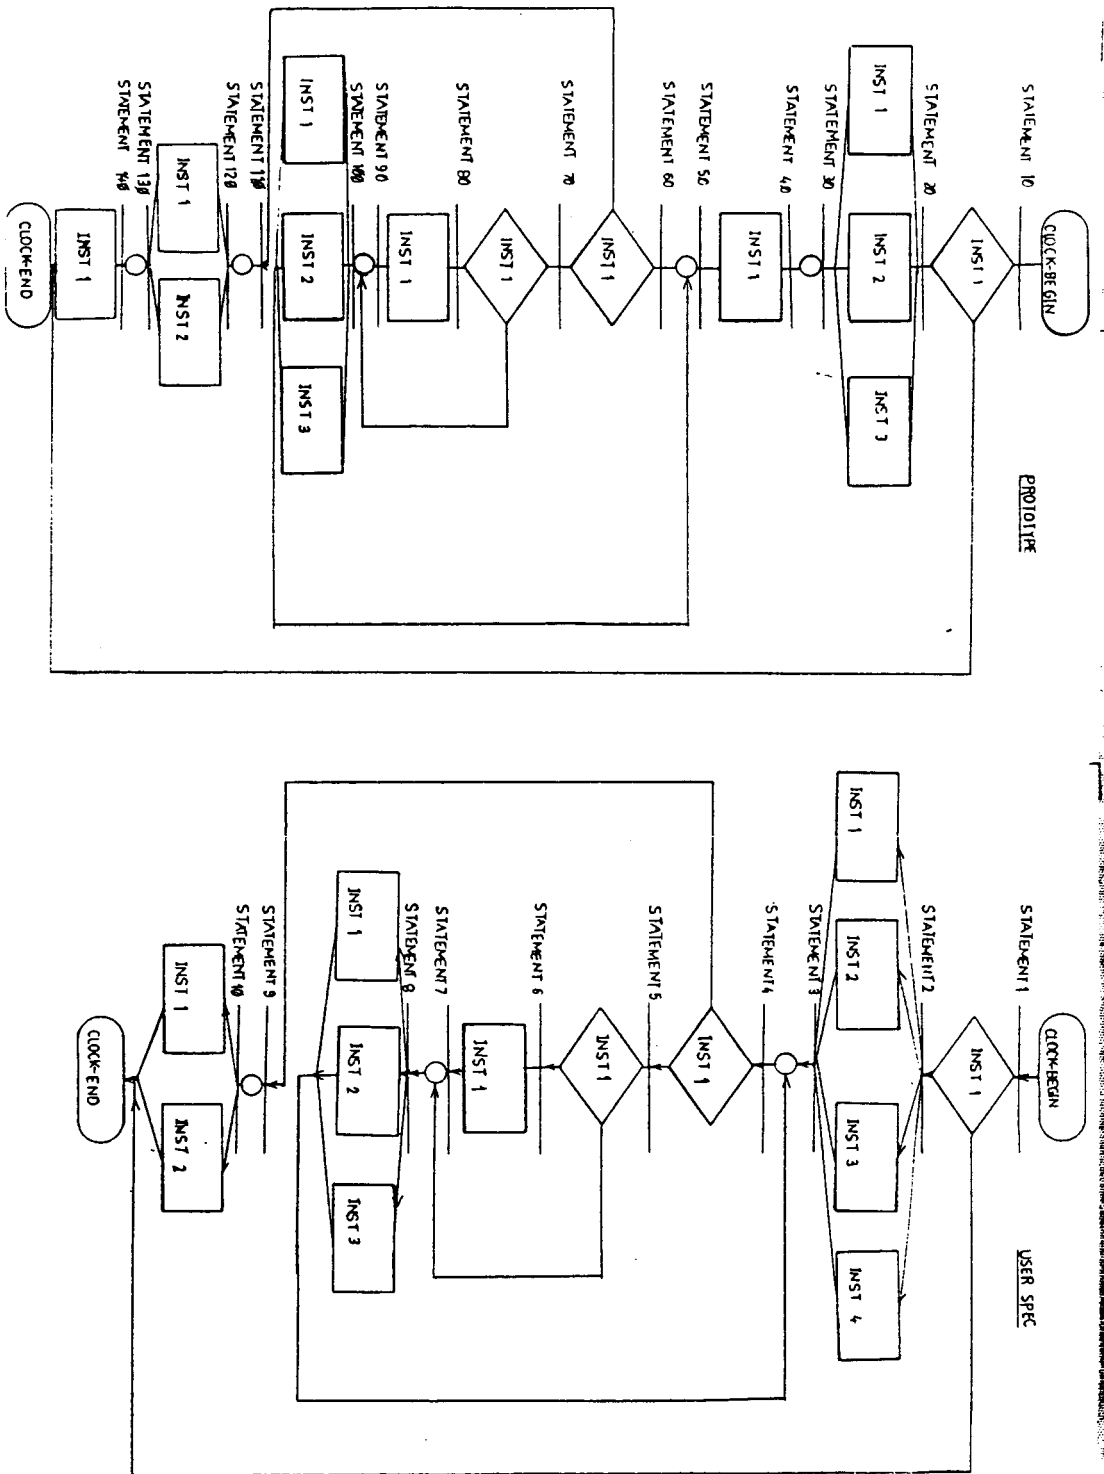 PROTOTYPE
CLOCK-BEGIN
STATEMENT 10
INST 1
STATEMENT 20
INST 1
INST 2
INST 3
STATEMENT 30
STATEMENT 40
INST 1
STATEMENT 50
STATEMENT 60
INST 1
STATEMENT 70
INST 1
STATEMENT 80
INST 1
STATEMENT 90
STATEMENT 100
INST 1
INST 2
INST 3
STATEMENT 110
STATEMENT 120
INST 1
INST 2
STATEMENT 130
STATEMENT 140
INST 1
CLOCK-END
USER SPEC
CLOCK-BEGIN
STATEMENT 1
INST 1
STATEMENT 2
INST 1
INST 2
INST 3
INST 4
STATEMENT 3
STATEMENT 4
INST 1
STATEMENT 5
INST 1
STATEMENT 6
INST 1
STATEMENT 7
STATEMENT 8
INST 1
INST 2
INST 3
STATEMENT 9
STATEMENT 10
INST 1
INST 2
CLOCK-END